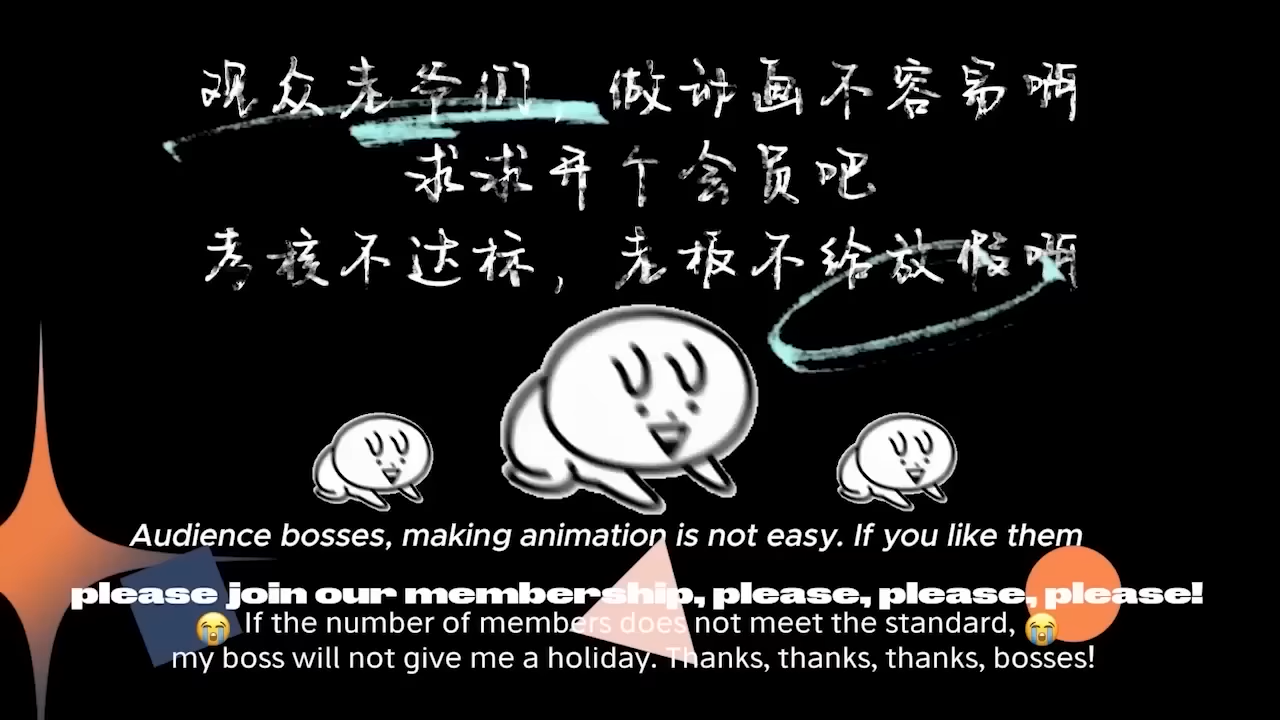 观众老爷们，做动画不容易啊
求求开个会员吧
考核不达标，老板不给放假啊
Audience bosses, making animation is not easy. If you like them
please join our membership, please, please, please!
😭 If the number of members does not meet the standard, 😭
my boss will not give me a holiday. Thanks, thanks, thanks, bosses!